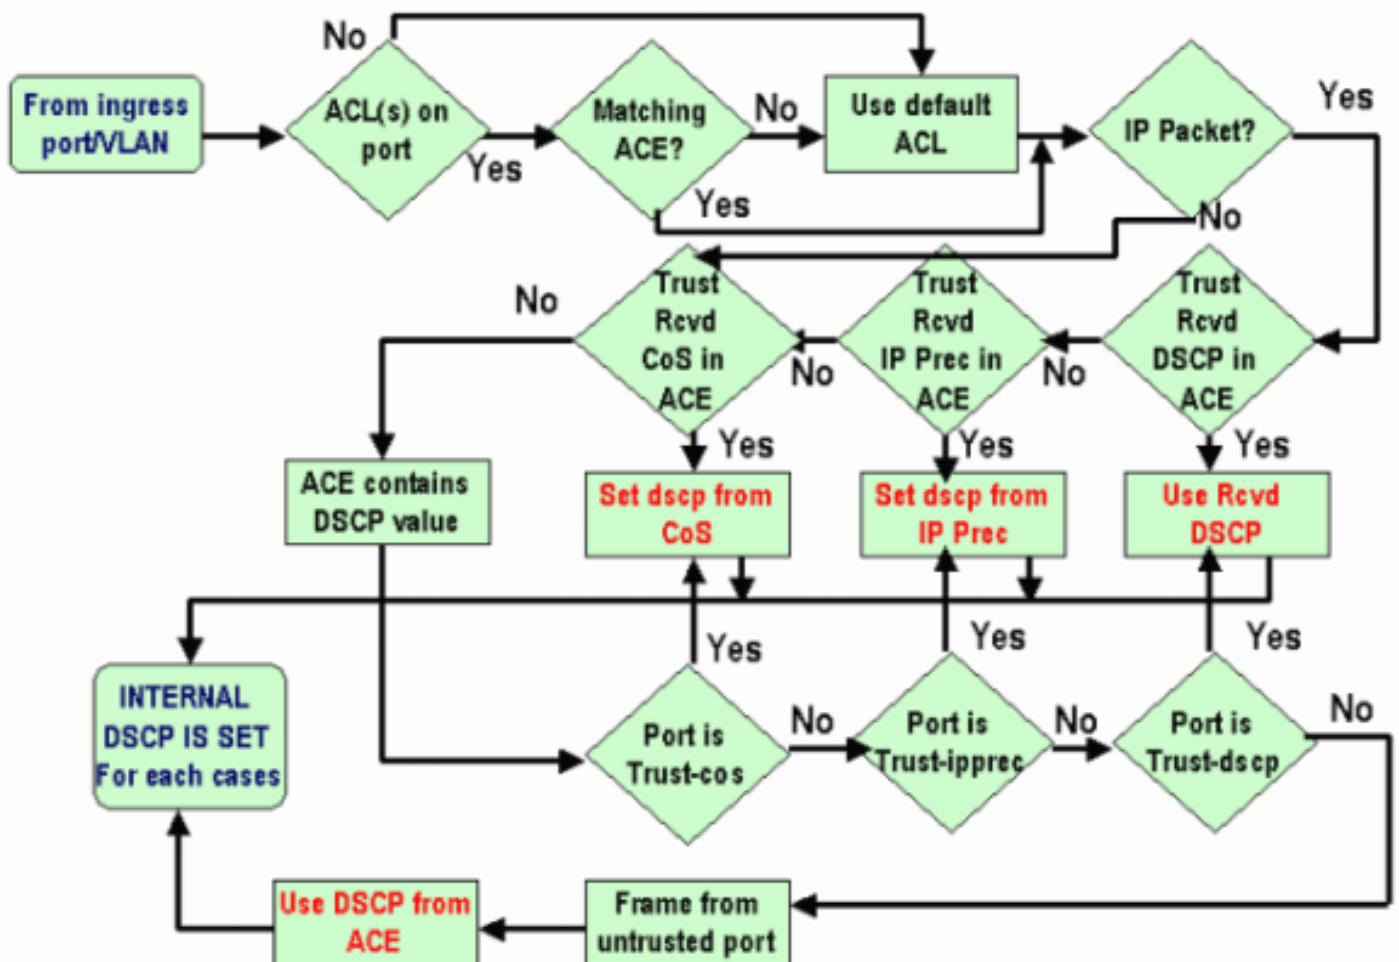 No
From ingress
port/VLAN
ACL(s) on
port
Yes
Matching
ACE?
No
Yes
Use default
ACL
IP Packet?
Yes
No
Trust
Rcvd
CoS in
ACE
No
Yes
Trust
Rcvd
IP Prec in
ACE
No
Yes
Trust
Rcvd
DSCP in
ACE
No
Yes
ACE contains
DSCP value
Set dscp from
CoS
Set dscp from
IP Prec
Use Rcvd
DSCP
INTERNAL
DSCP IS SET
For each cases
Port is
Trust-cos
Yes
No
Port is
Trust-ipprec
Yes
No
Port is
Trust-dscp
Yes
No
Use DSCP from
ACE
Frame from
untrusted port